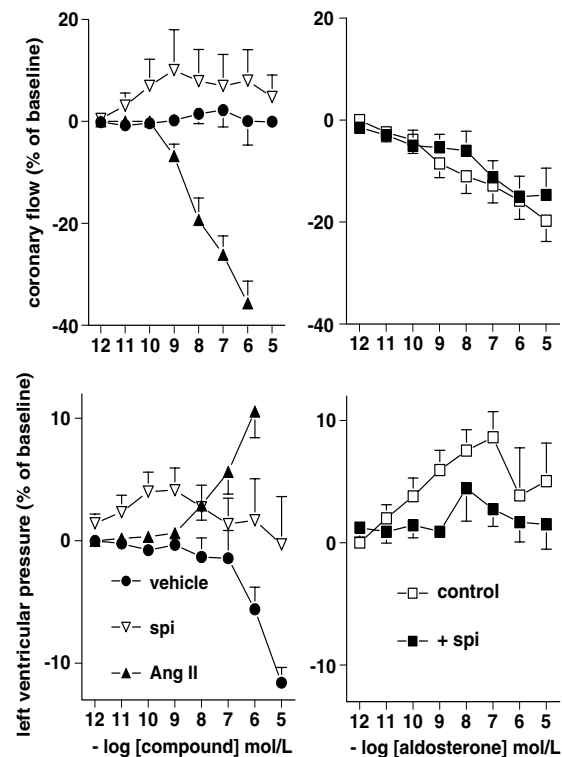 20
0
-20
-40
12 11 10 9 8 7 6 5
coronary flow (% of baseline)
20
0
-20
-40
12 11 10 9 8 7 6 5
10
0
-10
12 11 10 9 8 7 6 5
left ventricular pressure (% of baseline)
vehicle
spi
Ang II
- log [compound] mol/L
10
0
-10
12 11 10 9 8 7 6 5
control
+ spi
- log [aldosterone] mol/L